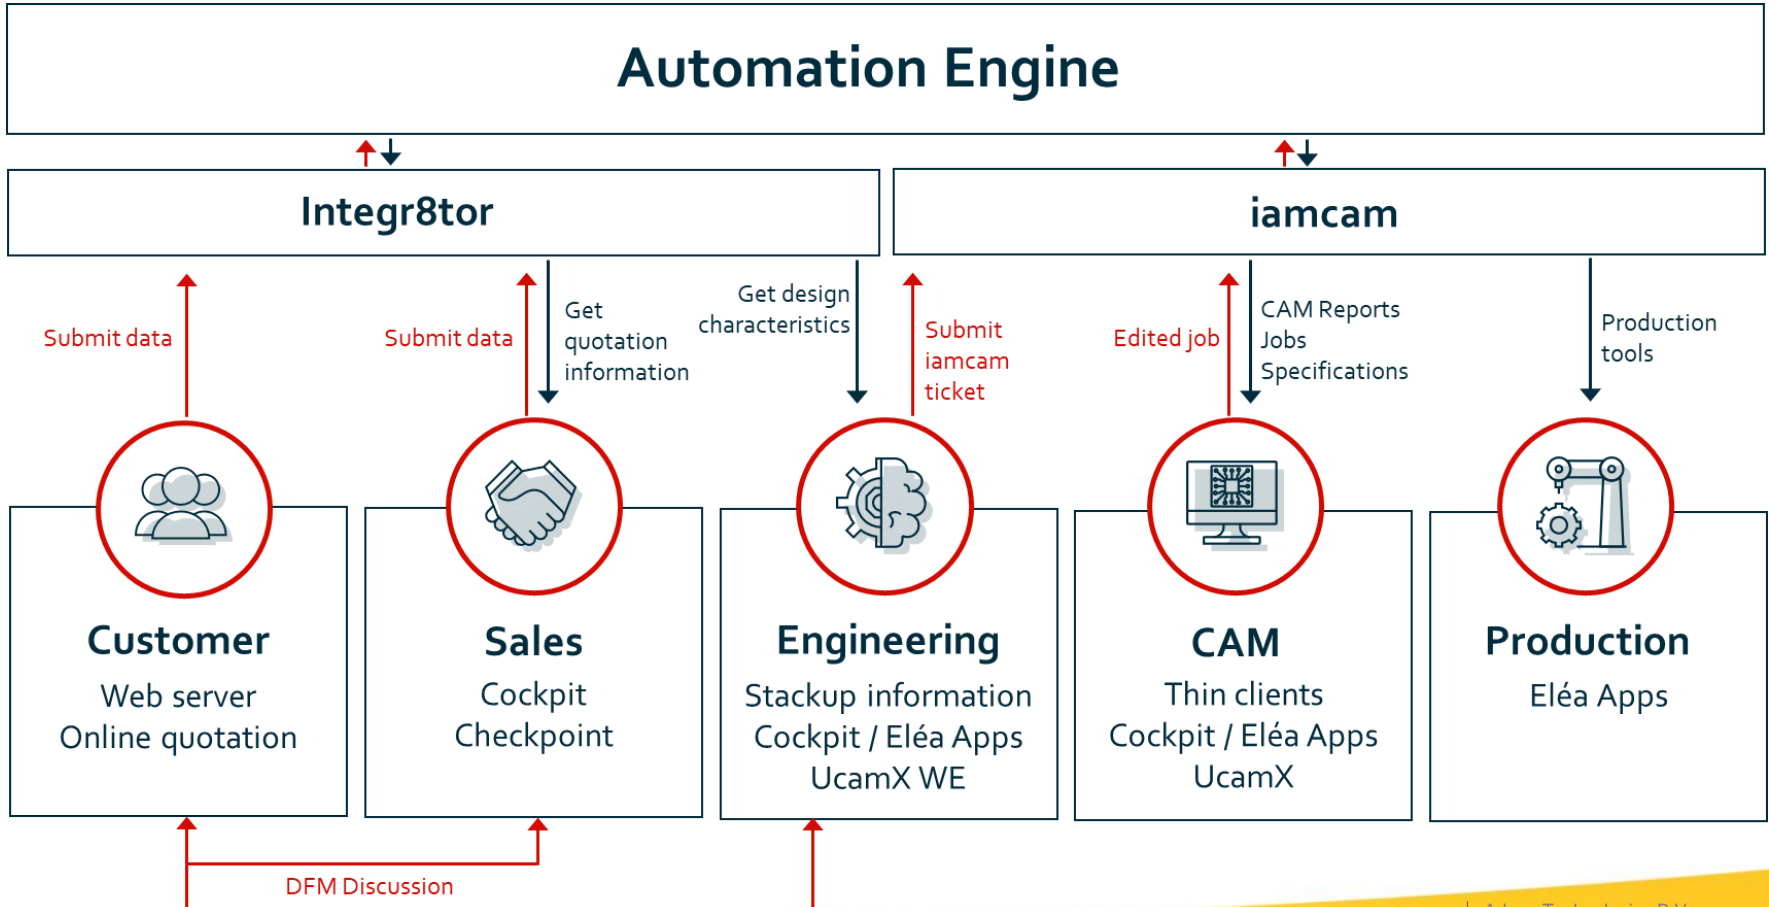 Automation Engine
Integr8tor
iamcam
Submit data
Submit data
Get
quotation
information
Get design
characteristics
Submit
iamcam
ticket
Edited job
CAM Reports
Jobs
Specifications
Production
tools
Customer
Web server
Online quotation
Sales
Cockpit
Checkpoint
Engineering
Stackup information
Cockpit / Eléa Apps
UcamX WE
CAM
Thin clients
Cockpit / Eléa Apps
UcamX
Production
Eléa Apps
DFM Discussion